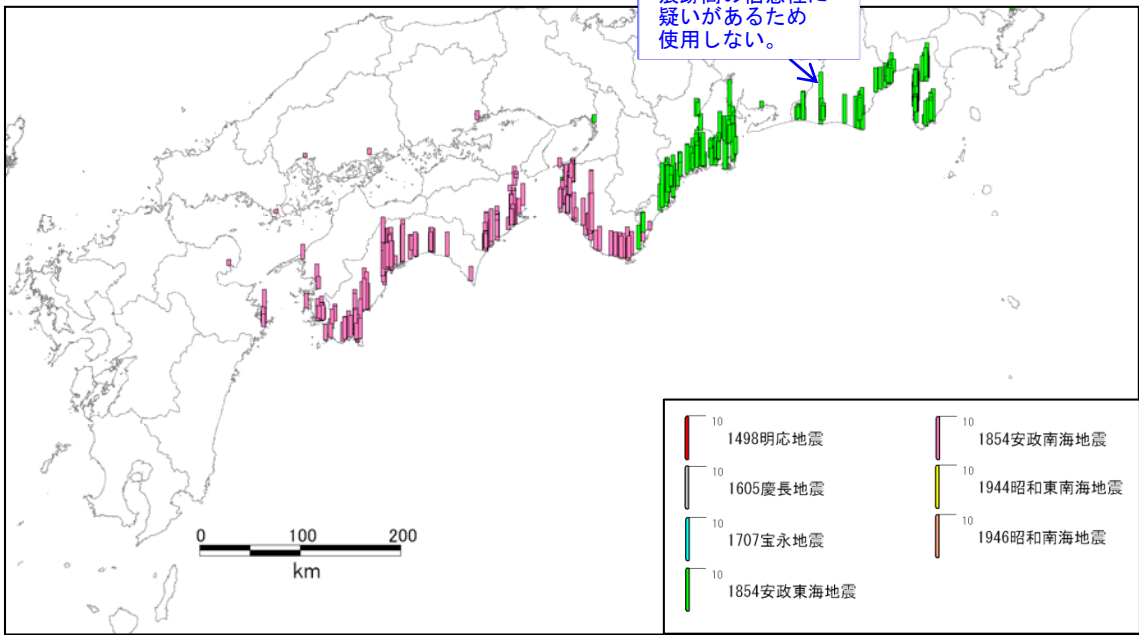 疑いがあるため
使用しない。
0 100 200
km
10
1498明応地震
10
1605慶長地震
10
1707宝永地震
10
1854安政東海地震
10
1854安政南海地震
10
1944昭和東南海地震
10
1946昭和南海地震